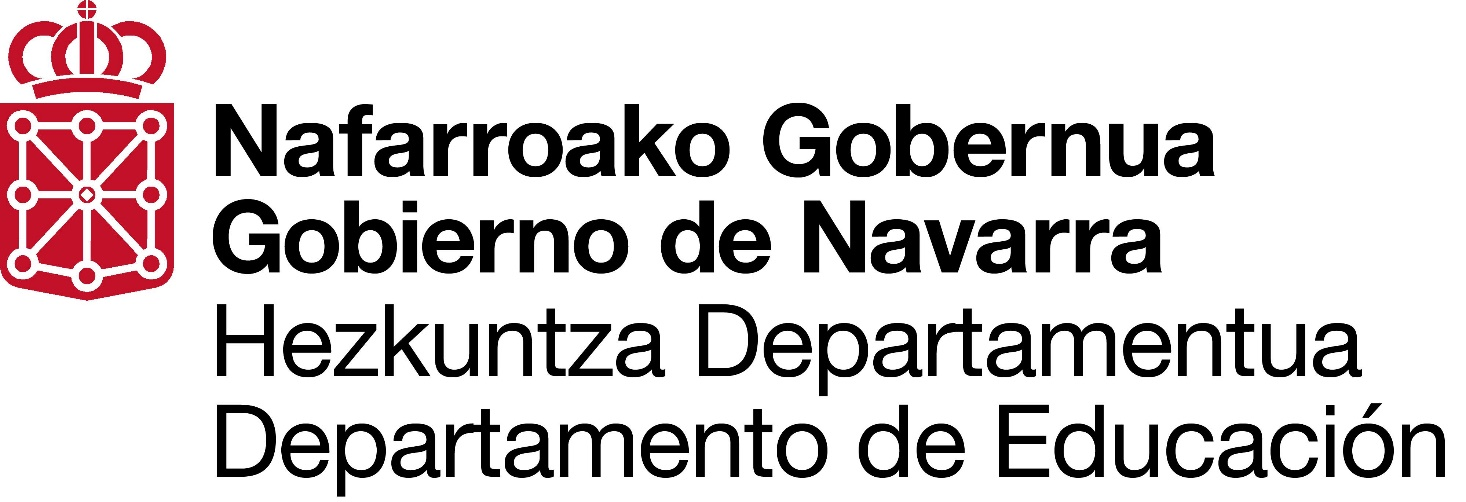 Nafarroako Gobernua
Gobierno de Navarra
Hezkuntza Departamentua
Departamento de Educación